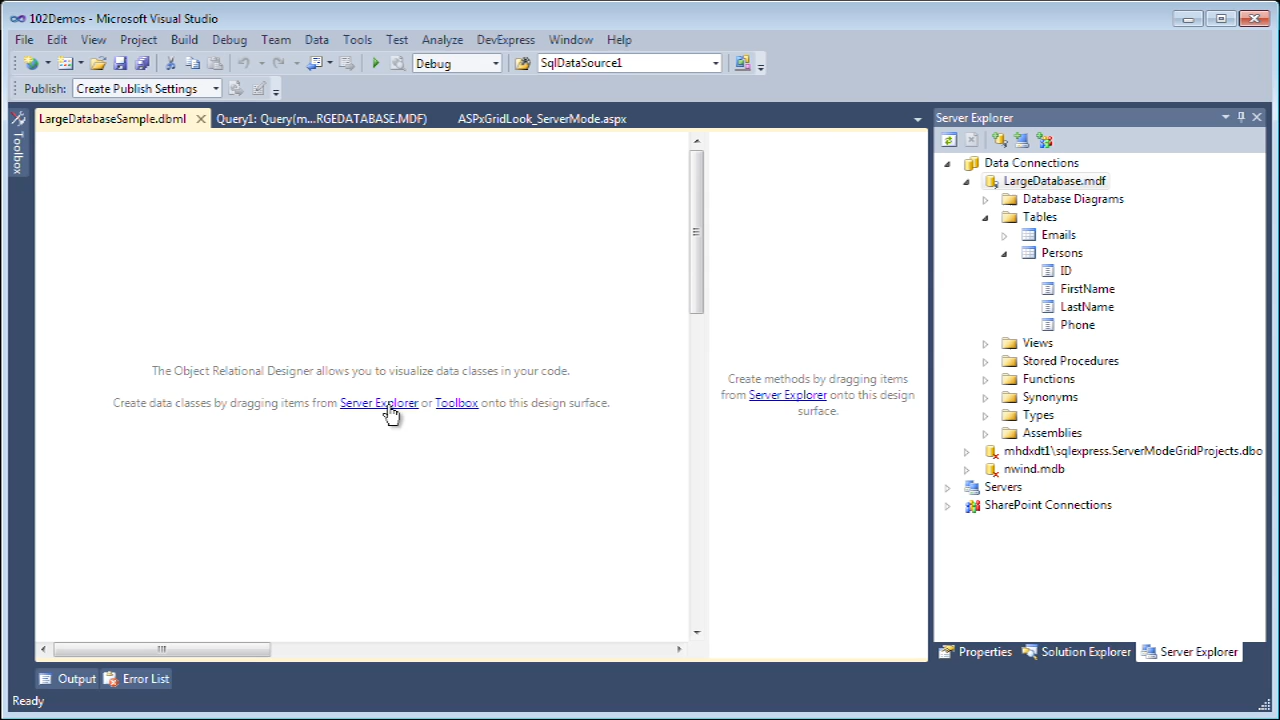 102Demos - Microsoft Visual Studio
File Edit View Project Build Debug Team Data Tools Test Analyze DevExpress Window Help
Debug SqlDataSource1
Publish: Create Publish Settings
Toolbox
LargeDatabaseSample.dbml Query1: Query(m...RGEDATABASE.MDF) ASPxGridLook_ServerMode.aspx
The Object Relational Designer allows you to visualize data classes in your code.
Create data classes by dragging items from Server Explorer or Toolbox onto this design surface.
Create methods by dragging items
from Server Explorer onto this design
surface.
Server Explorer
Data Connections
LargeDatabase.mdf
Database Diagrams
Tables
Emails
Persons
ID
FirstName
LastName
Phone
Views
Stored Procedures
Functions
Synonyms
Types
Assemblies
mhdxdt1\sqlexpress.ServerModeGridProjects.dbo
nwind.mdb
Servers
SharePoint Connections
Properties Solution Explorer Server Explorer
Output Error List
Ready